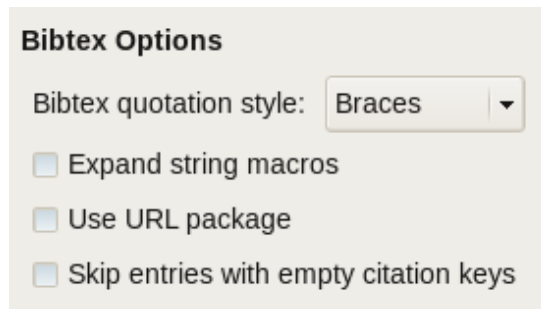 Bibtex Options
Bibtex quotation style: Braces
Expand string macros
Use URL package
Skip entries with empty citation keys